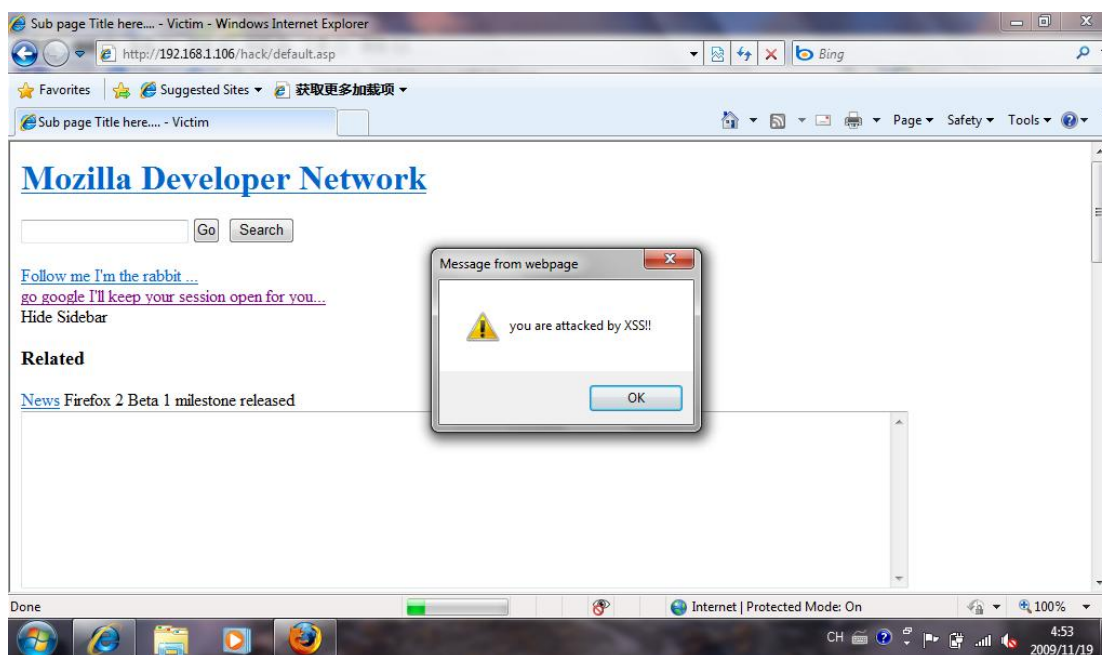 Sub page Title here.... - Victim - Windows Internet Explorer
http://192.168.1.106/hack/default.asp
Bing
Favorites
Suggested Sites
获取更多加载项
Sub page Title here.... - Victim
Page
Safety
Tools
Mozilla Developer Network
Go
Search
Follow me I'm the rabbit ...
go google I'll keep your session open for you...
Hide Sidebar
Related
News Firefox 2 Beta 1 milestone released
Message from webpage
you are attacked by XSS!!
OK
Done
Internet | Protected Mode: On
100%
CH
4:53
2009/11/19